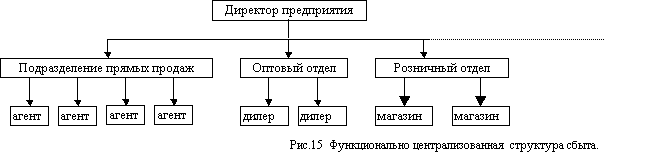 Директор предприятия
Подразделение прямых продаж Оптовый отдел Розничный отдел
агент агент агент агент дилер дилер магазин магазин
Рис.15 Функционально централизованная структура сбыта.